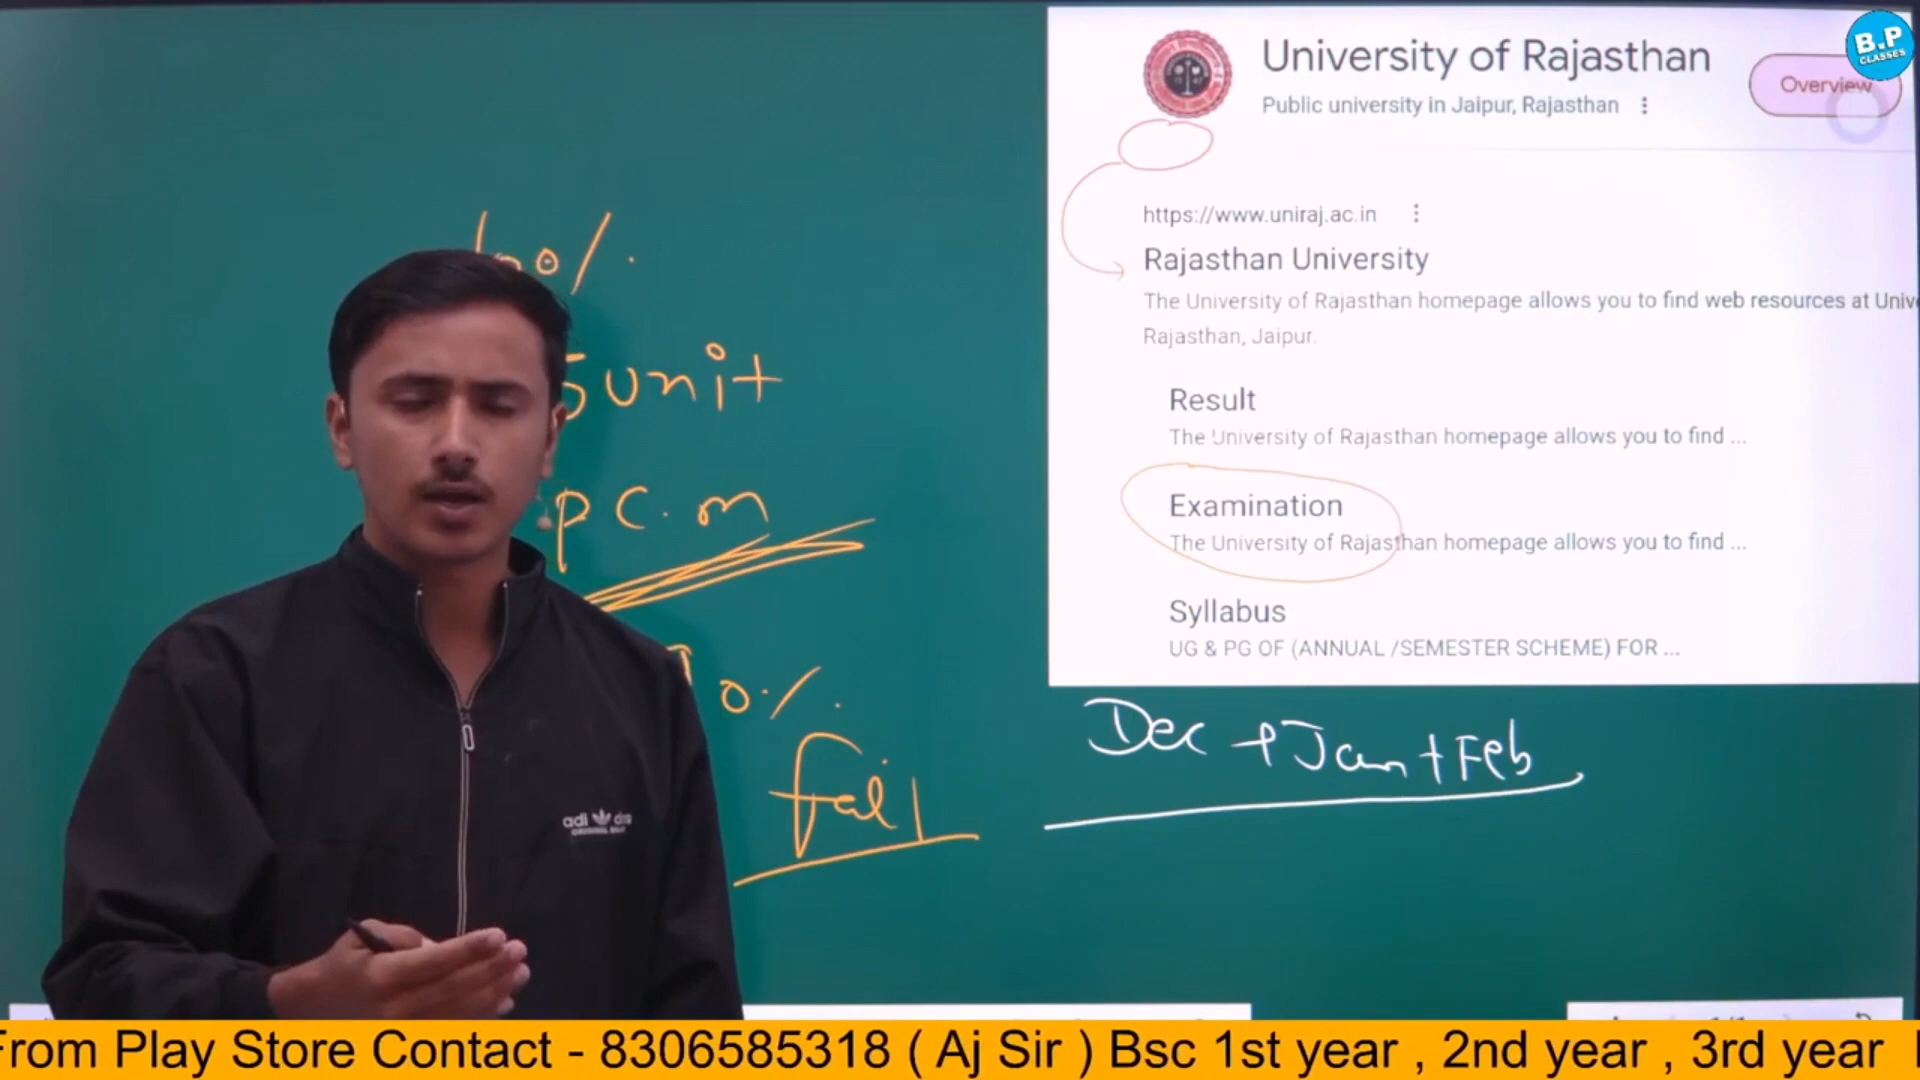 University of Rajasthan
Public university in Jaipur, Rajasthan
Overview
B.P
CLASSES
https://www.uniraj.ac.in
Rajasthan University
The University of Rajasthan homepage allows you to find web resources at Univ
Rajasthan, Jaipur.
Result
The University of Rajasthan homepage allows you to find ...
Examination
The University of Rajasthan homepage allows you to find ...
Syllabus
UG & PG OF (ANNUAL /SEMESTER SCHEME) FOR ...
5 unit
P C. m
0%.
fail
Dec + Jan + Feb
ORIGINAL
From Play Store Contact - 8306585318 ( Aj Sir ) Bsc 1st year , 2nd year , 3rd year